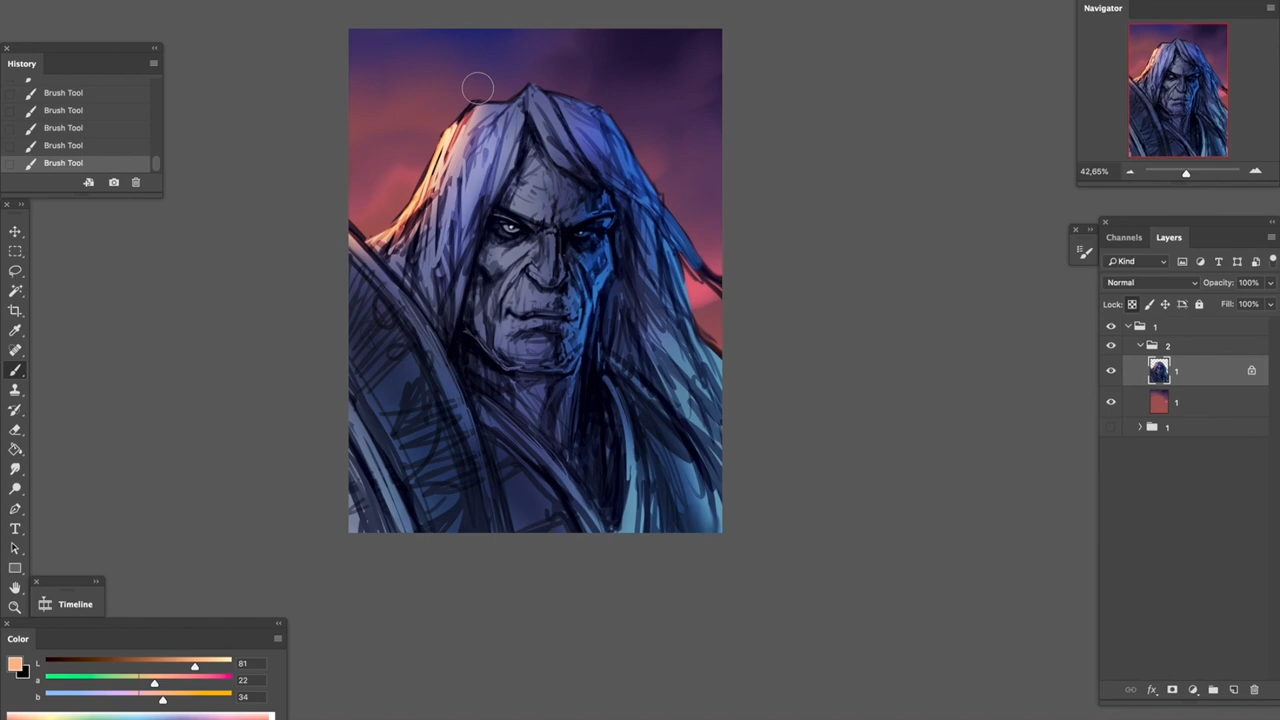 Navigator
42,65%
History
Brush Tool
Brush Tool
Brush Tool
Brush Tool
Brush Tool
Channels
Layers
Kind
Normal
Opacity: 100%
Lock:
Fill: 100%
1
2
1
1
1
T
Timeline
Color
L
81
a
22
b
34
fx